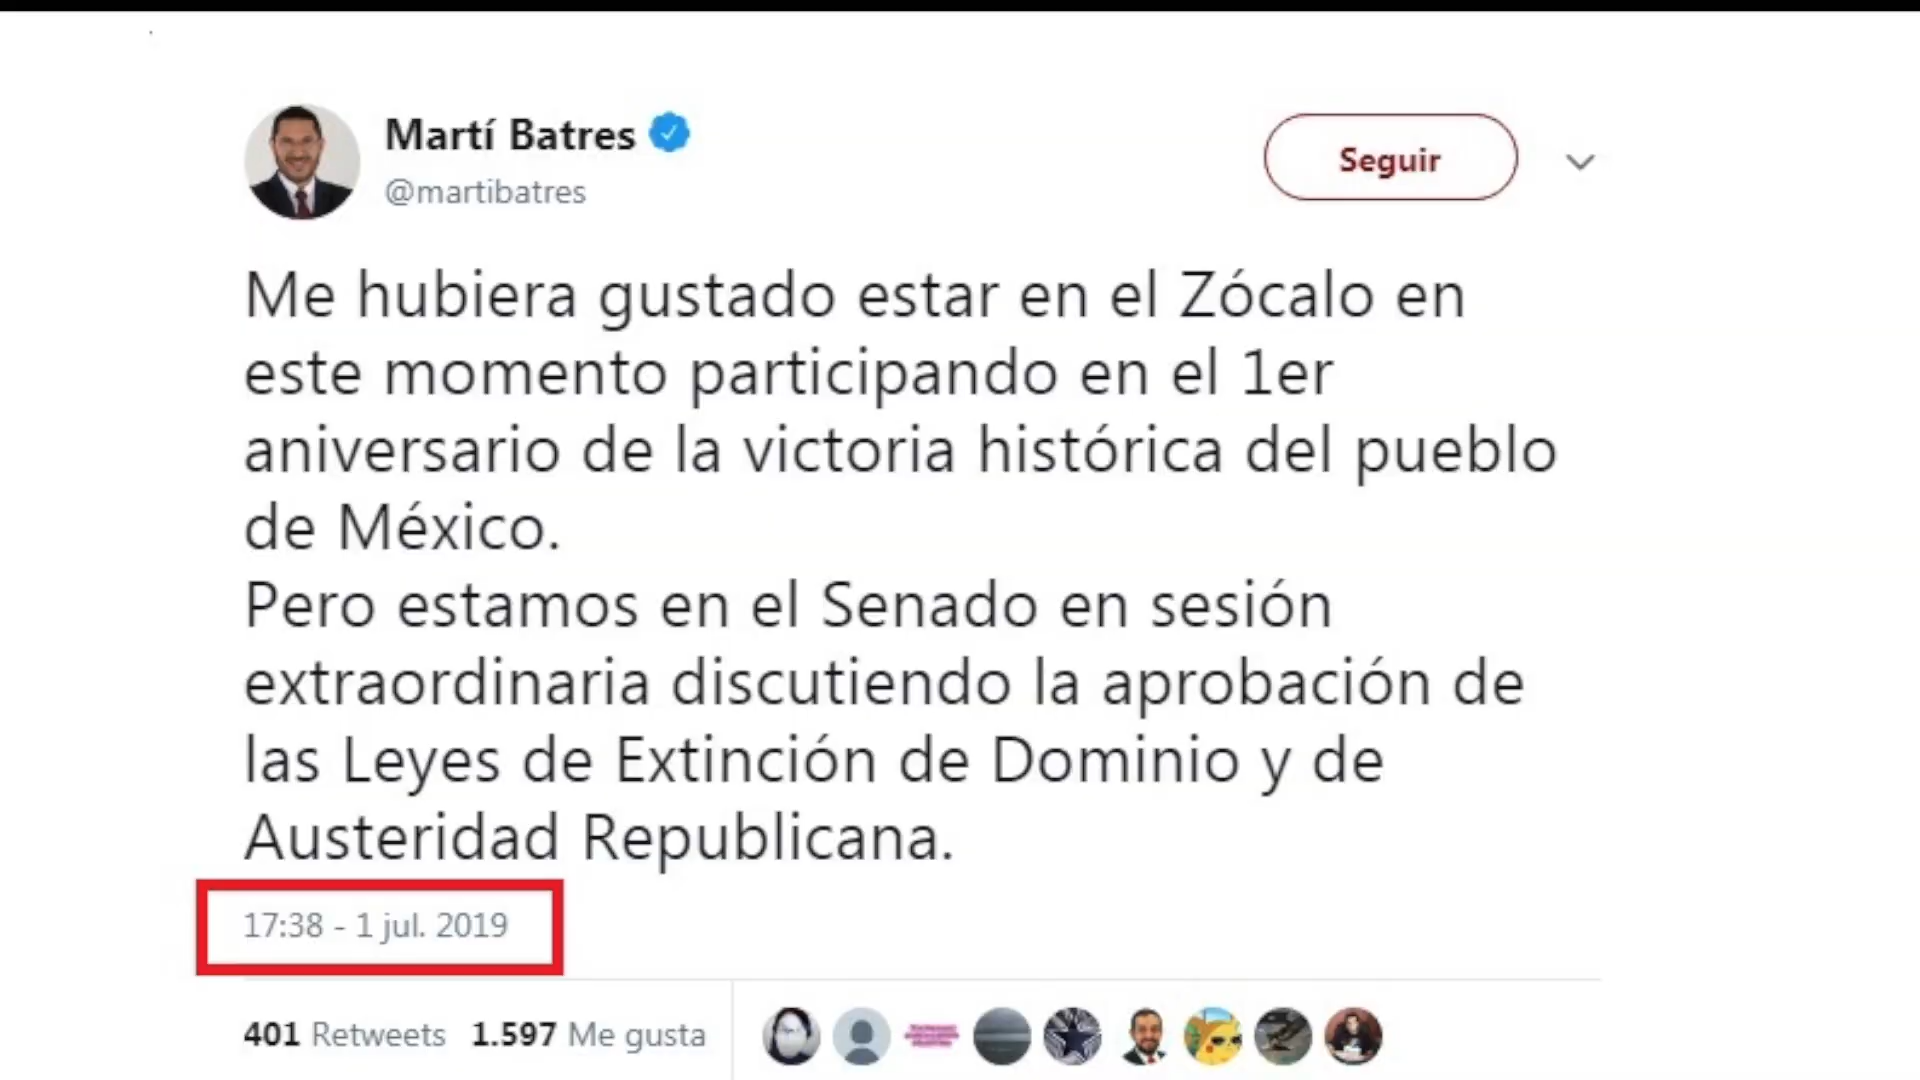 Martí Batres
@martibatres
Seguir
Me hubiera gustado estar en el Zócalo en
este momento participando en el 1er
aniversario de la victoria histórica del pueblo
de México.
Pero estamos en el Senado en sesión
extraordinaria discutiendo la aprobación de
las Leyes de Extinción de Dominio y de
Austeridad Republicana.
17:38 - 1 jul. 2019
401 Retweets 1.597 Me gusta